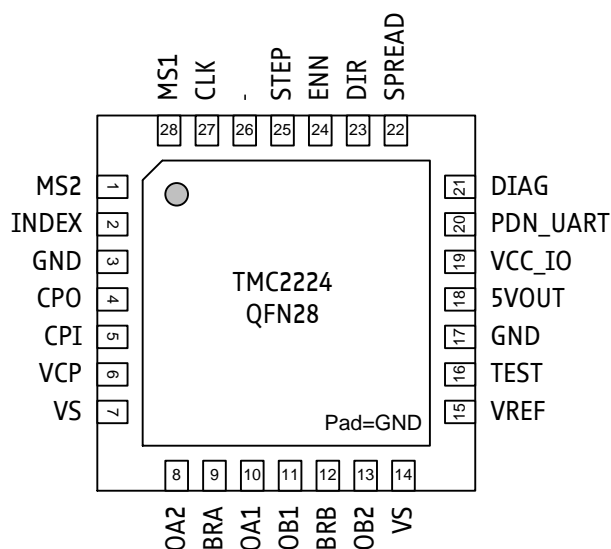 MS1
CLK
-
STEP
ENN
DIR
SPREAD
28
27
26
25
24
23
22
MS2 1
INDEX 2
GND 3
CPO 4
CPI 5
VCP 6
VS 7
TMC2224
QFN28
Pad=GND
21 DIAG
20 PDN_UART
19 VCC_IO
18 5VOUT
17 GND
16 TEST
15 VREF
8
9
10
11
12
13
14
OA2
BRA
OA1
OB1
BRB
OB2
VS